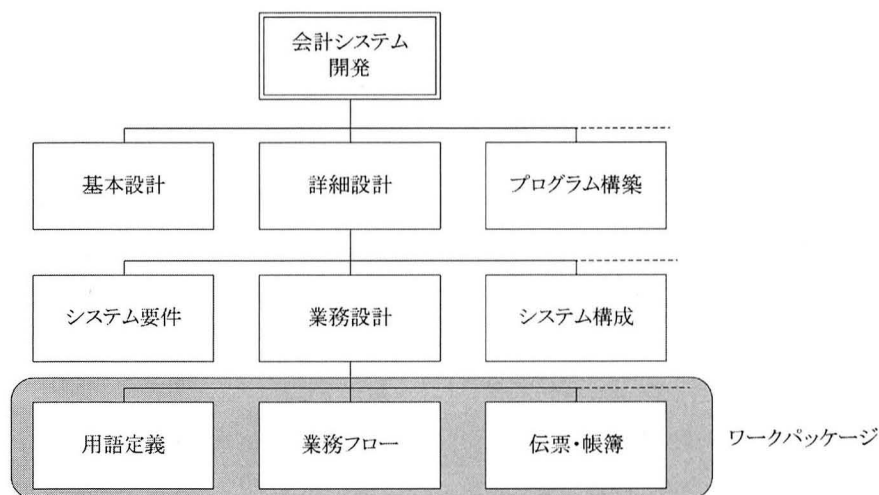 会計システム
開発
基本設計
詳細設計
プログラム構築
システム要件
業務設計
システム構成
用語定義
業務フロー
伝票・帳簿
ワークパッケージ